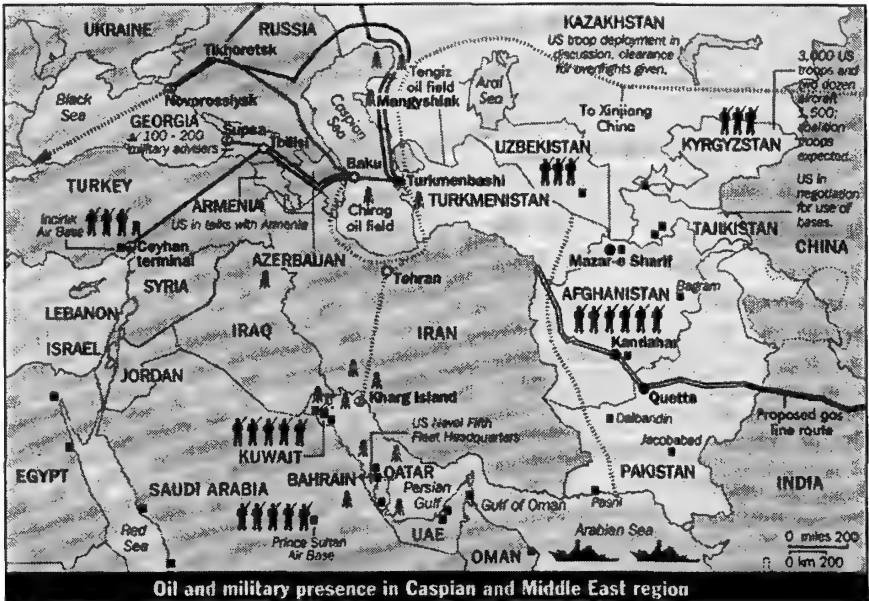 UKRAINE
RUSSIA
KAZAKHSTAN
US troop deployment in
discussion, clearance
for overflights given.
Tikhoretsk
Tengiz
oil field
Mangyshlak
Aral
Sea
3,000 US
troops and
two dozen
aircraft
troops
expected.
Black
Sea
Novorossiysk
Caspian
Sea
To Xinjiang
China
GEORGIA
100 - 200
military advisers
Supsa
Tbilisi
UZBEKISTAN
KYRGYZSTAN
Baku
Turkmenbashi
TURKEY
ARMENIA
US in talks with Armenia
Chirag
oil field
TURKMENISTAN
US in
negotiation
for use of
bases.
Incirlik
Air Base
Ceyhan
terminal
TAJIKISTAN
CHINA
AZERBAIJAN
Mazar-e Sharif
SYRIA
Tehran
Bagram
LEBANON
AFGHANISTAN
IRAQ
IRAN
ISRAEL
Kandahar
JORDAN
Kharg Island
Quetta
US Naval Fifth
Fleet Headquarters
Dalbandin
Proposed gas
line route
KUWAIT
Jacobabad
EGYPT
BAHRAIN
QATAR
PAKISTAN
INDIA
SAUDI ARABIA
Persian
Gulf
Gulf of Oman
Pasni
Red
Sea
Prince Sultan
Air Base
UAE
Arabian Sea
OMAN
0 miles 200
0 km 200
Oil and military presence in Caspian and Middle East region